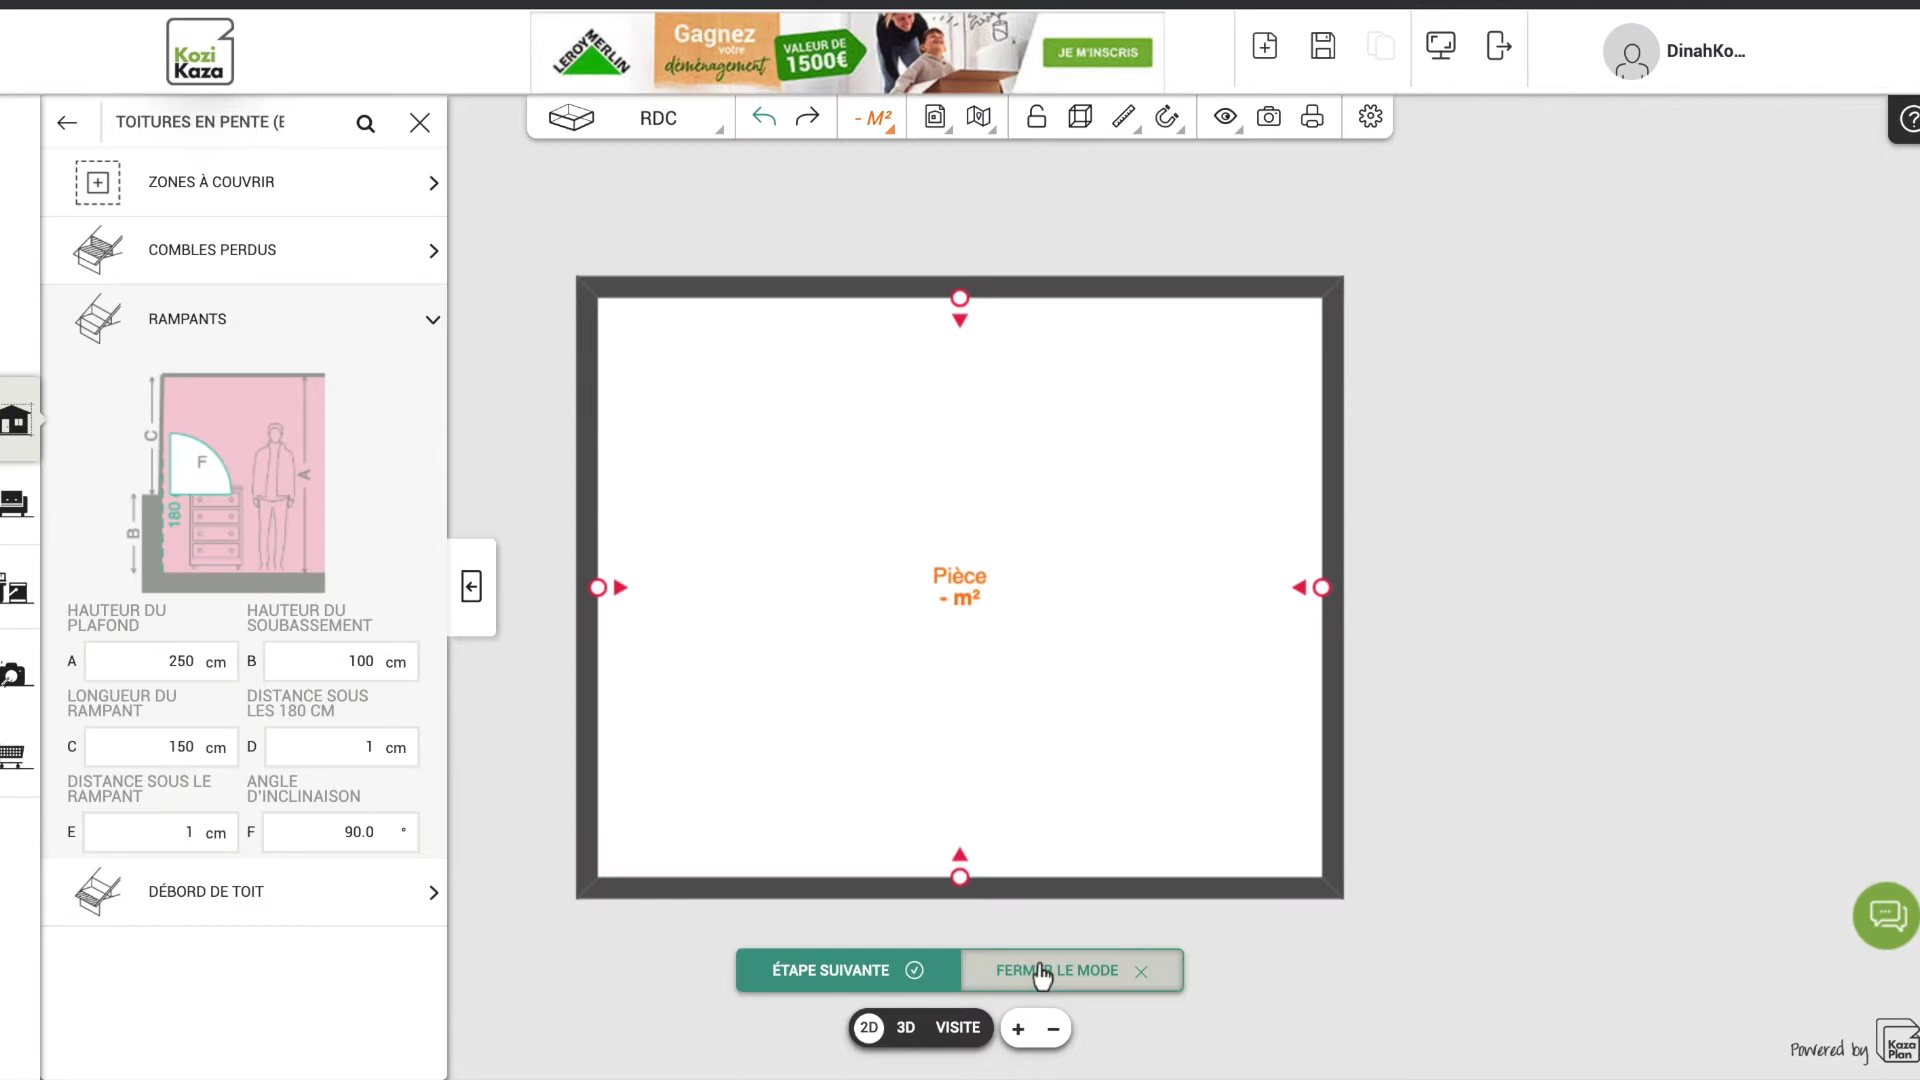 Kozi
Kaza
LEROY MERLIN
Gagnez
votre
déménagement
VALEUR DE
1500€
JE M'INSCRIS
DinahKo...
TOITURES EN PENTE (E
RDC
- M²
?
ZONES À COUVRIR
COMBLES PERDUS
RAMPANTS
C
F
A
180
B
HAUTEUR DU
PLAFOND
HAUTEUR DU
SOUBASSEMENT
A 250 cm B 100 cm
LONGUEUR DU
RAMPANT
DISTANCE SOUS
LES 180 CM
C 150 cm D 1 cm
DISTANCE SOUS LE
RAMPANT
ANGLE
D'INCLINAISON
E 1 cm F 90.0 °
DÉBORD DE TOIT
Pièce
- m²
ÉTAPE SUIVANTE
FERMER LE MODE
2D 3D VISITE + −
Powered by
Kaza
Plan